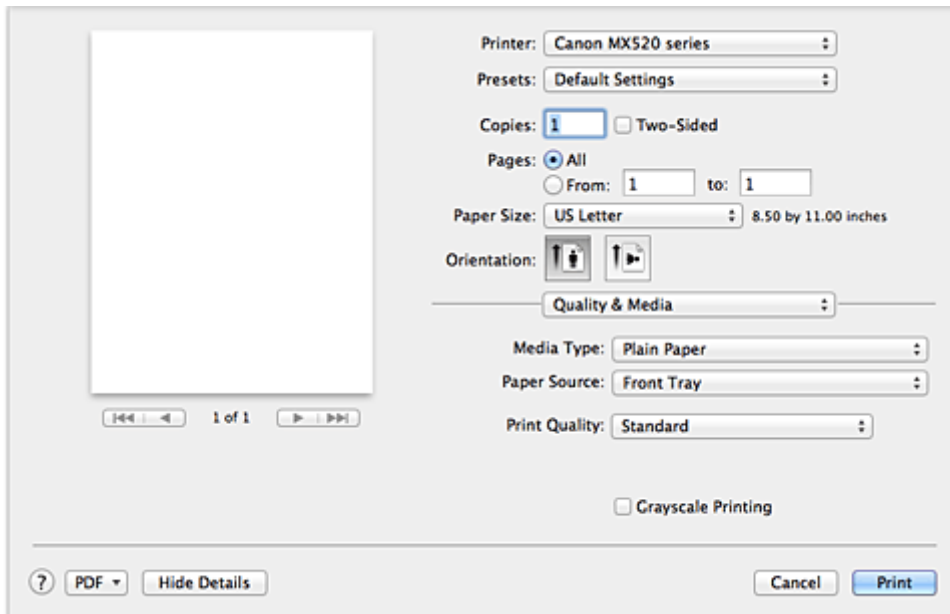 Printer: Canon MX520 series
Presets: Default Settings
Copies: 1 Two-Sided
Pages: All
From: 1 to: 1
Paper Size: US Letter 8.50 by 11.00 inches
Orientation:
Quality & Media
Media Type: Plain Paper
Paper Source: Front Tray
1 of 1
Print Quality: Standard
Grayscale Printing
? PDF Hide Details Cancel Print